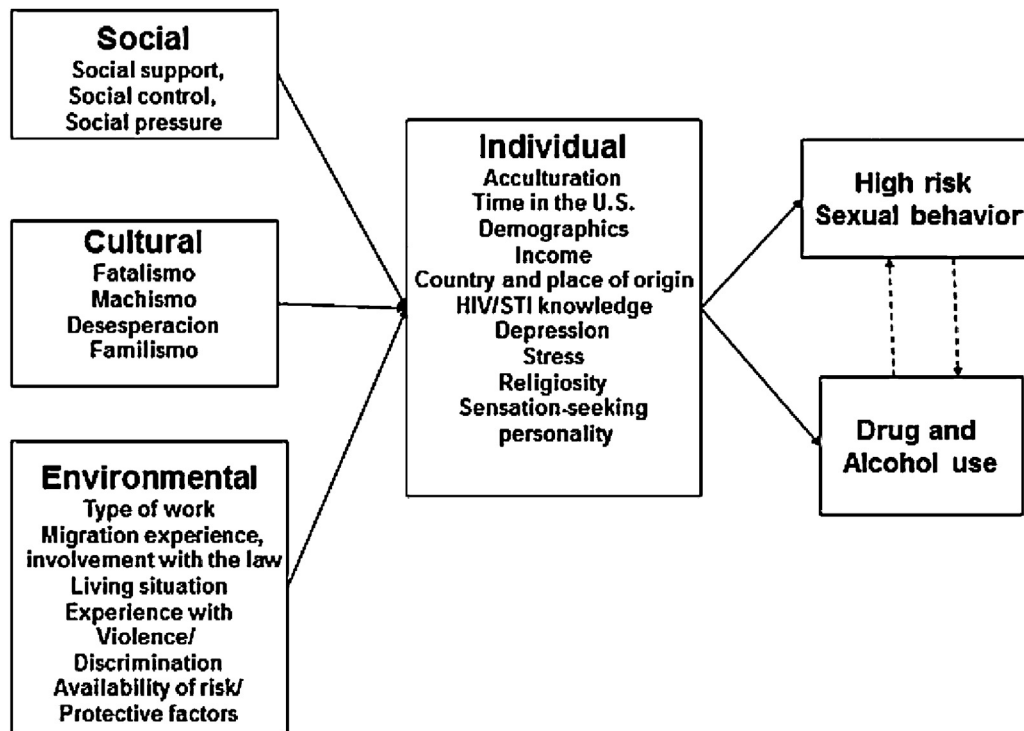 Social
Social support,
Social control,
Social pressure
Cultural
Fatalismo
Machismo
Desesperacion
Familismo
Environmental
Type of work
Migration experience,
involvement with the law
Living situation
Experience with
Violence/
Discrimination
Availability of risk/
Protective factors
Individual
Acculturation
Time in the U.S.
Demographics
Income
Country and place of origin
HIV/STI knowledge
Depression
Stress
Religiosity
Sensation-seeking
personality
High risk
Sexual behavior
Drug and
Alcohol use